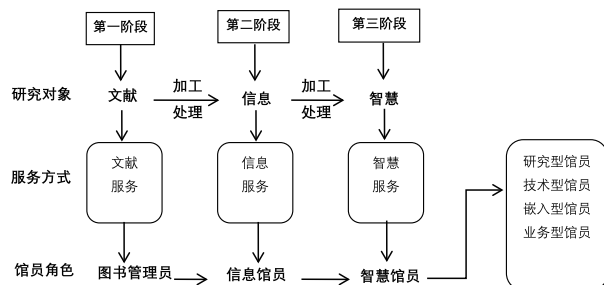 第一阶段
第二阶段
第三阶段
研究对象
文献
加工
处理
信息
加工
处理
智慧
服务方式
文献
服务
信息
服务
智慧
服务
研究型馆员
技术型馆员
嵌入型馆员
业务型馆员
馆员角色
图书管理员
信息馆员
智慧馆员